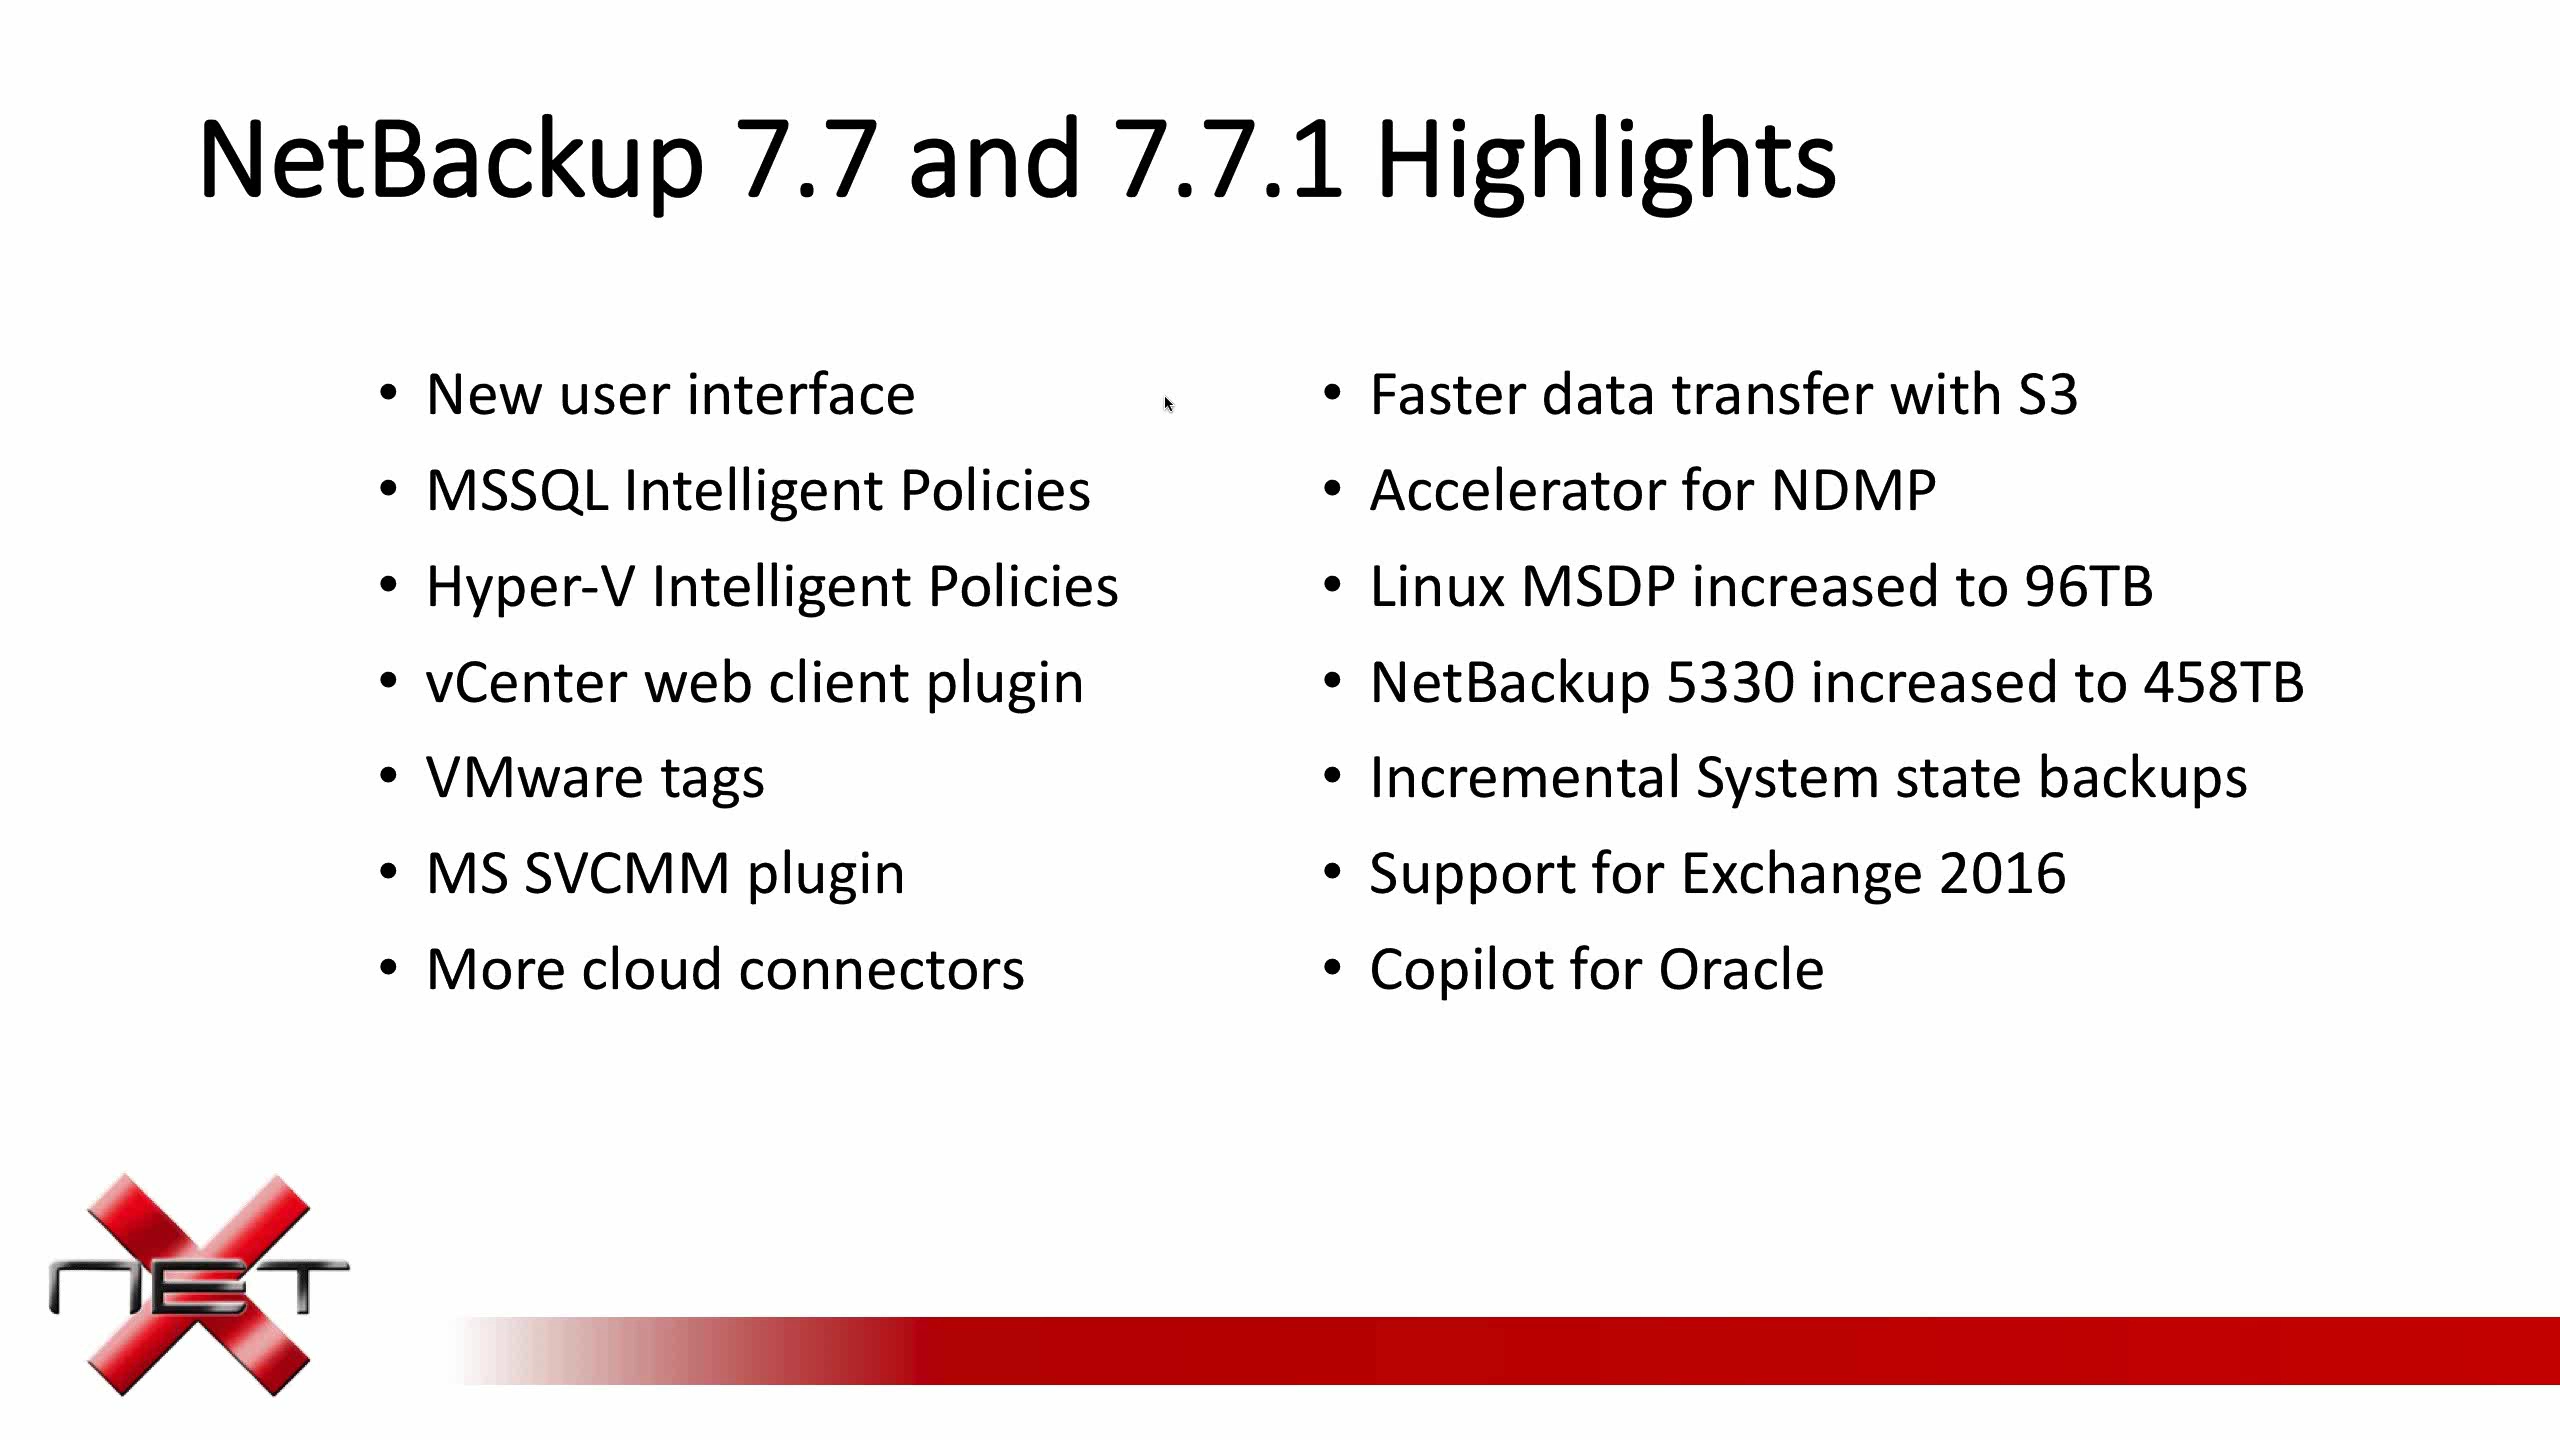 NetBackup 7.7 and 7.7.1 Highlights
• New user interface
• MSSQL Intelligent Policies
• Hyper-V Intelligent Policies
• vCenter web client plugin
• VMware tags
• MS SVCMM plugin
• More cloud connectors
• Faster data transfer with S3
• Accelerator for NDMP
• Linux MSDP increased to 96TB
• NetBackup 5330 increased to 458TB
• Incremental System state backups
• Support for Exchange 2016
• Copilot for Oracle
nET X